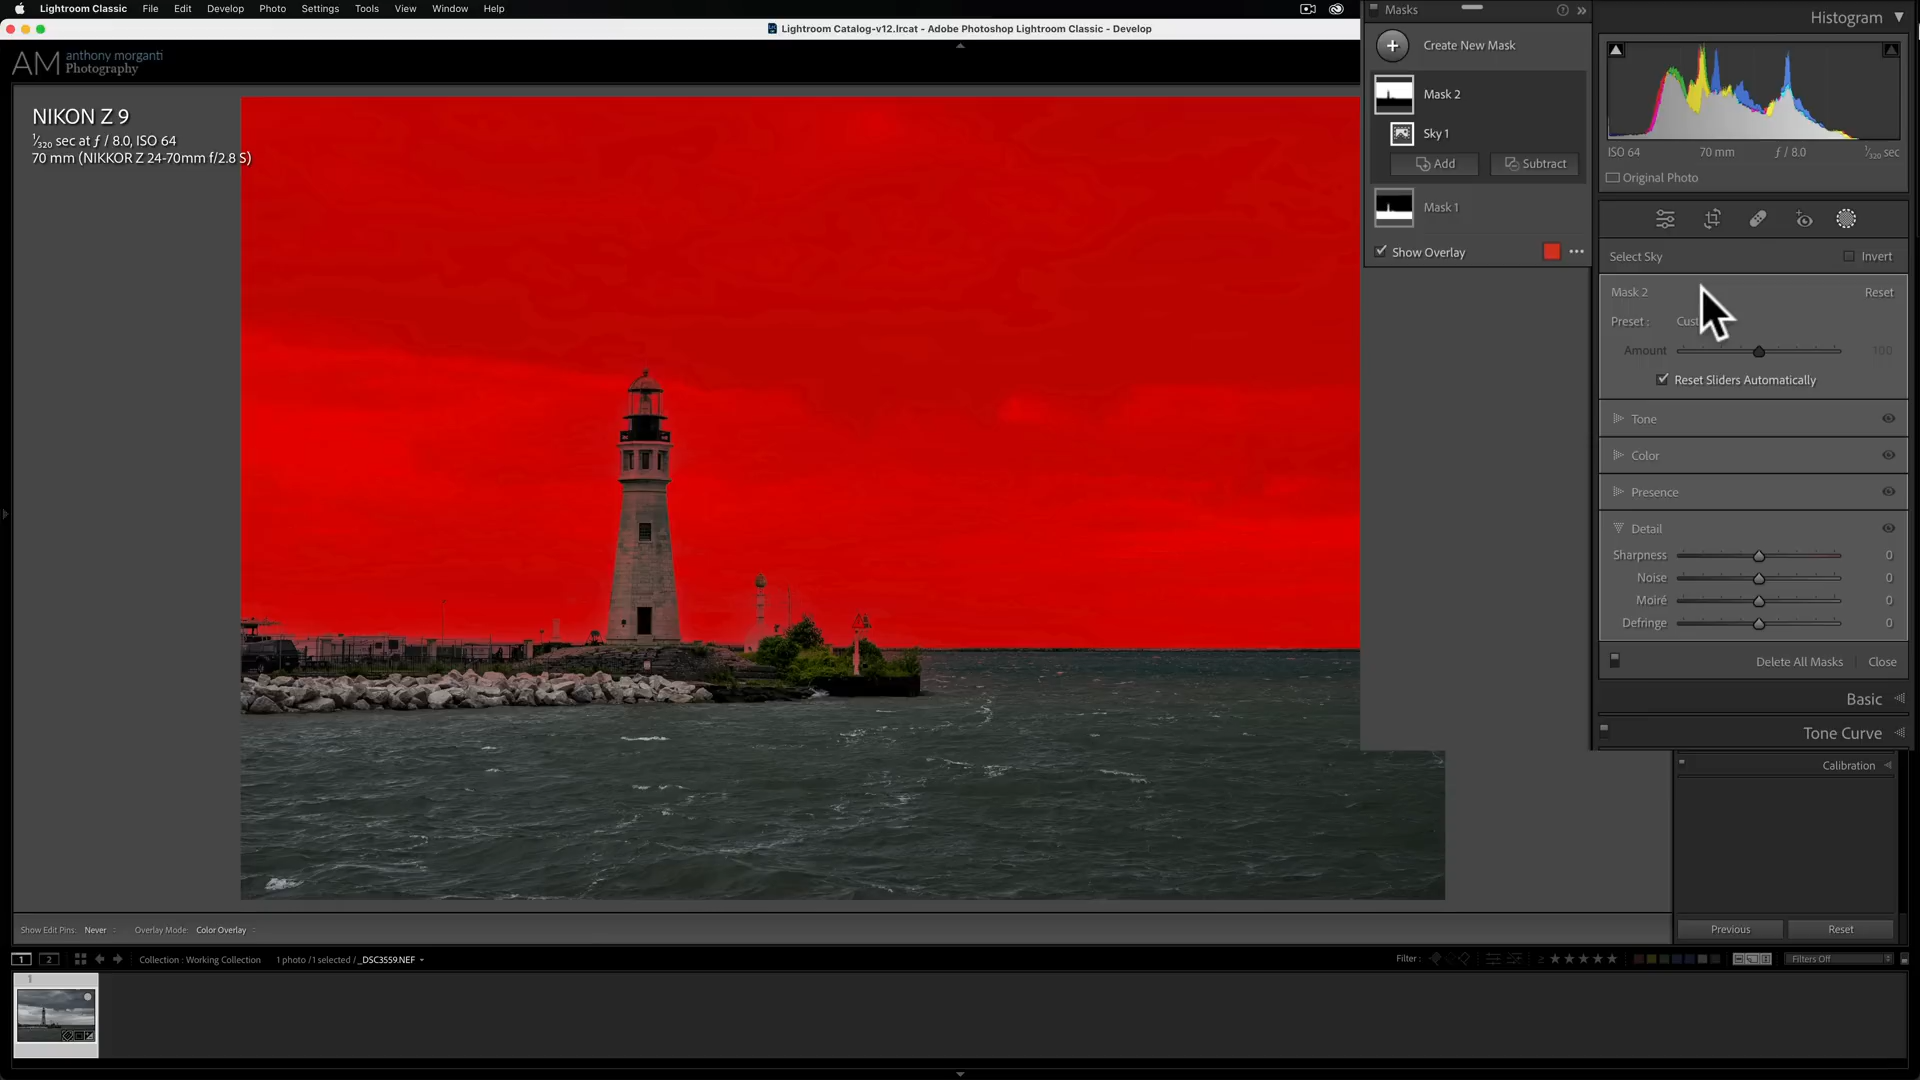 Lightroom Classic File Edit Develop Photo Settings Tools View Window Help
Lightroom Catalog-v12.lrcat - Adobe Photoshop Lightroom Classic - Develop
AM anthony morganti
Photography
NIKON Z 9
1/320 sec at ƒ / 8.0, ISO 64
70 mm (NIKKOR Z 24-70mm f/2.8 S)
Masks
Create New Mask
Mask 2
Sky 1
Add Subtract
Mask 1
Show Overlay
Histogram
ISO 64 70 mm ƒ / 8.0 1/320 sec
Original Photo
Select Sky Invert
Mask 2 Reset
Preset :
Amount 100
Reset Sliders Automatically
Tone
Color
Presence
Detail
Sharpness 0
Noise 0
Moiré 0
Defringe 0
Delete All Masks Close
Basic
Tone Curve
Calibration
Previous Reset
Show Edit Pins: Never Overlay Mode: Color Overlay
1 2 Collection : Working Collection 1 photo / 1 selected / _DSC3559.NEF Filter : Filters Off
1